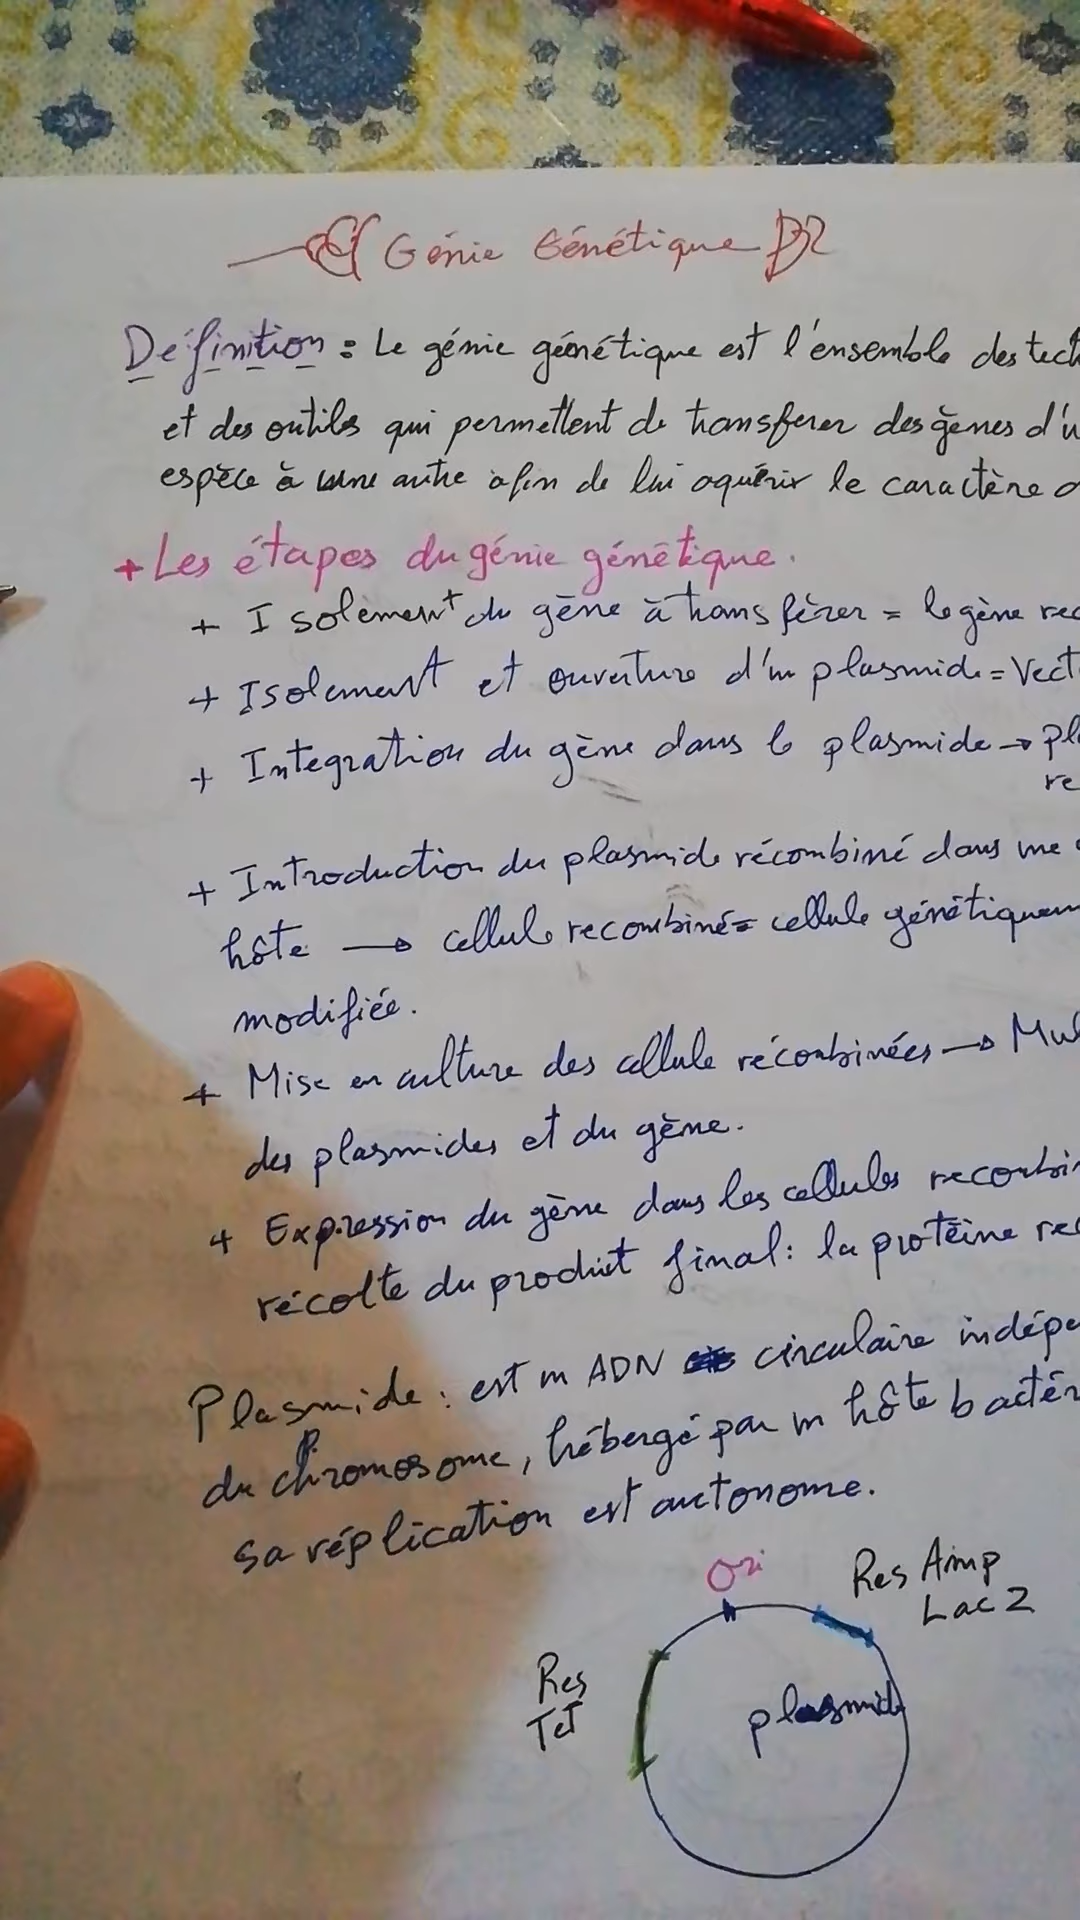 Génie Génétique
Définition : Le génie génétique est l'ensemble des tech
et des outils qui permettent de transferer des gènes d'u
espèce à une autre afin de lui aquérir le caractère
+ Les étapes du génie génétique.
+ Isolement du gène à transférer = le gène rec
+ Isolement et ouverture d'un plasmide = Vect
+ Integration du gène dans le plasmide → pla
re
+ Introduction du plasmide récombiné dans une
hôte → cellule recombiné = cellule génétiquem
modifiée.
+ Mise en culture des cellule récombinées → Mul
des plasmides et du gène.
+ Expression du gène dans les cellules recombin
récolte du produit final : la protéine rec
Plasmide : est un ADN circulaire indépe
du chromosome, hébergé par un hôte bactér
sa réplication est autonome.
Ori
Res Amp
Lac Z
Res
Tet
plasmide